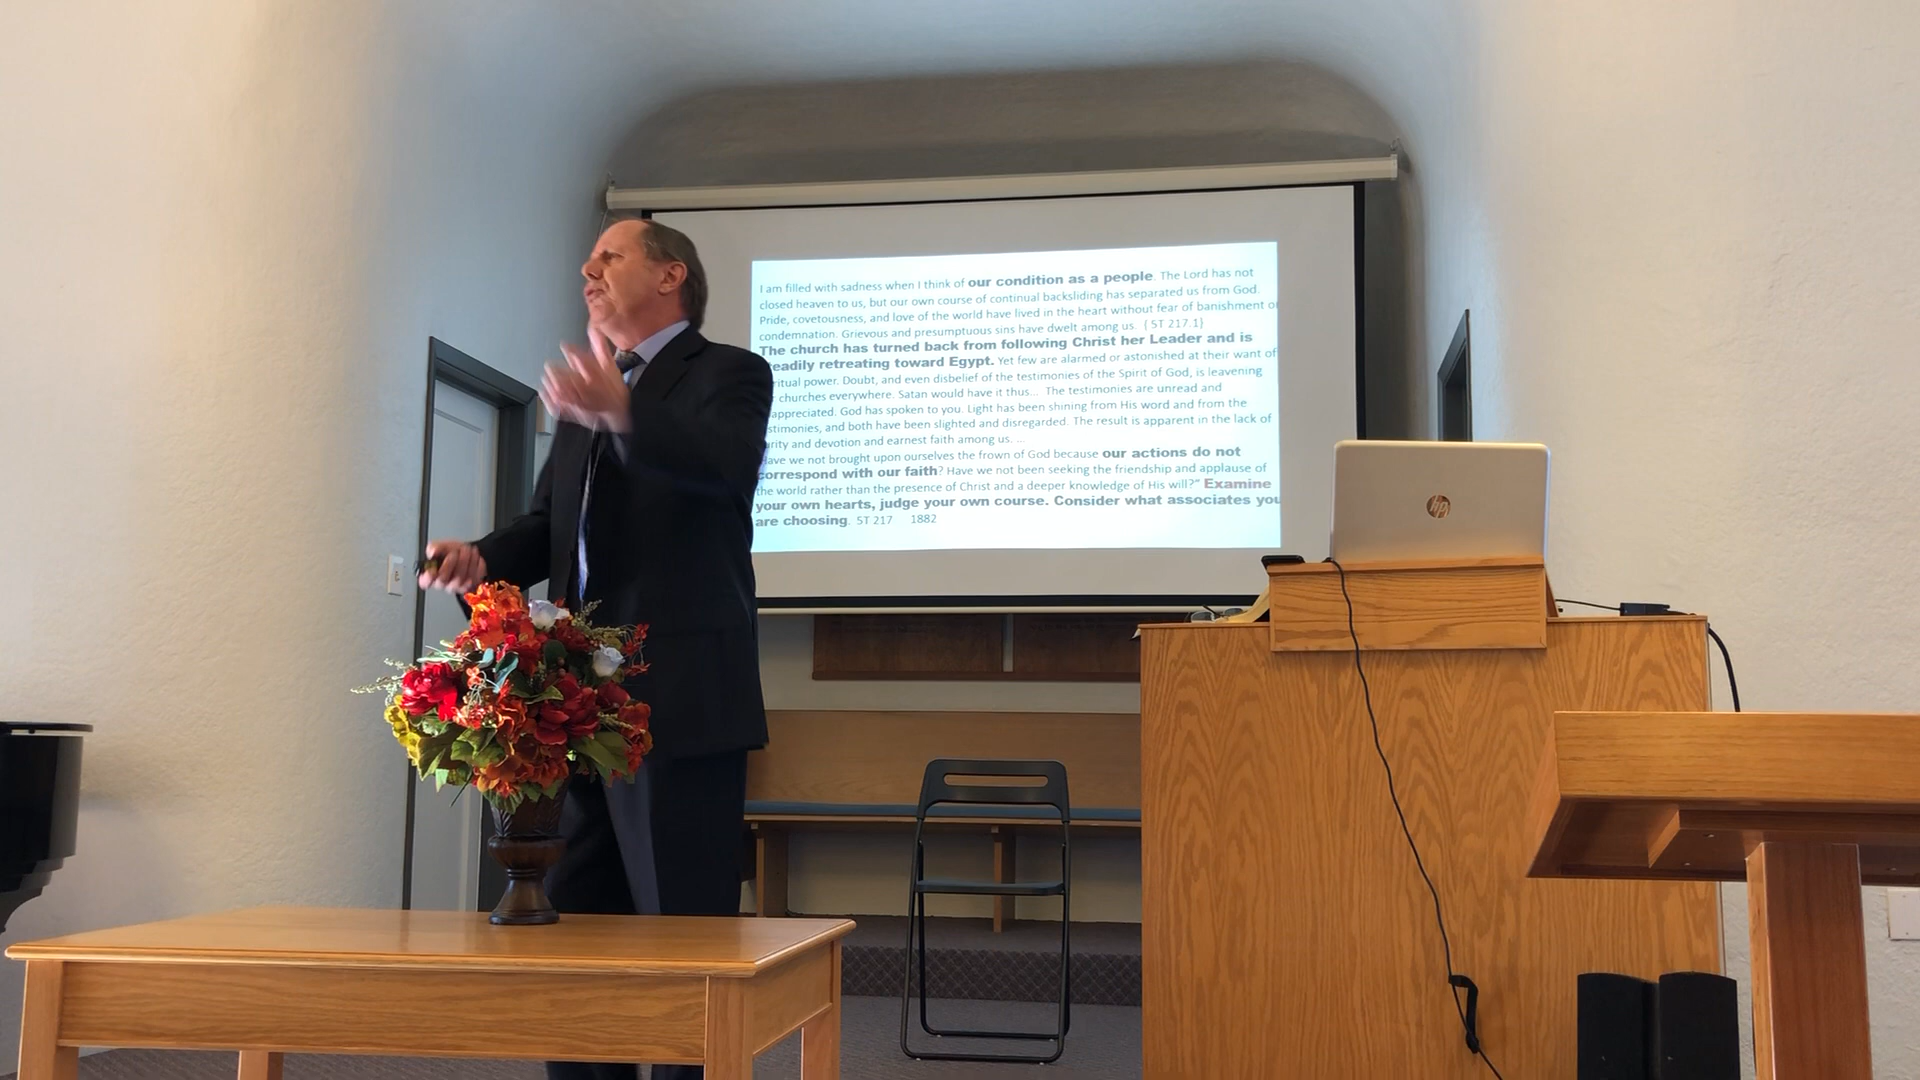 I am filled with sadness when I think of our condition as a people. The Lord has not
closed heaven to us, but our own course of continual backsliding has separated us from God.
Pride, covetousness, and love of the world have lived in the heart without fear of banishment or
condemnation. Grievous and presumptuous sins have dwelt among us. { 5T 217.1}
The church has turned back from following Christ her Leader and is
teadily retreating toward Egypt. Yet few are alarmed or astonished at their want of
ritual power. Doubt, and even disbelief of the testimonies of the Spirit of God, is leavening
churches everywhere. Satan would have it thus... The testimonies are unread and
appreciated. God has spoken to you. Light has been shining from His word and from the
stimonies, and both have been slighted and disregarded. The result is apparent in the lack of
urity and devotion and earnest faith among us. ...
Have we not brought upon ourselves the frown of God because our actions do not
correspond with our faith? Have we not been seeking the friendship and applause of
the world rather than the presence of Christ and a deeper knowledge of His will?" Examine
your own hearts, judge your own course. Consider what associates you
are choosing. 5T 217 1882
hp